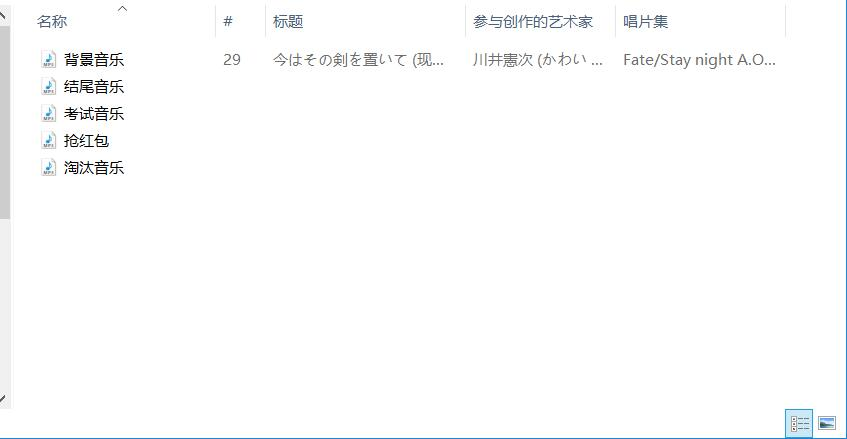 名称 # 标题 参与创作的艺术家 唱片集
背景音乐 29 今はその剣を置いて (现... 川井憲次 (かわい ... Fate/Stay night A.O...
结尾音乐
考试音乐
抢红包
淘汰音乐